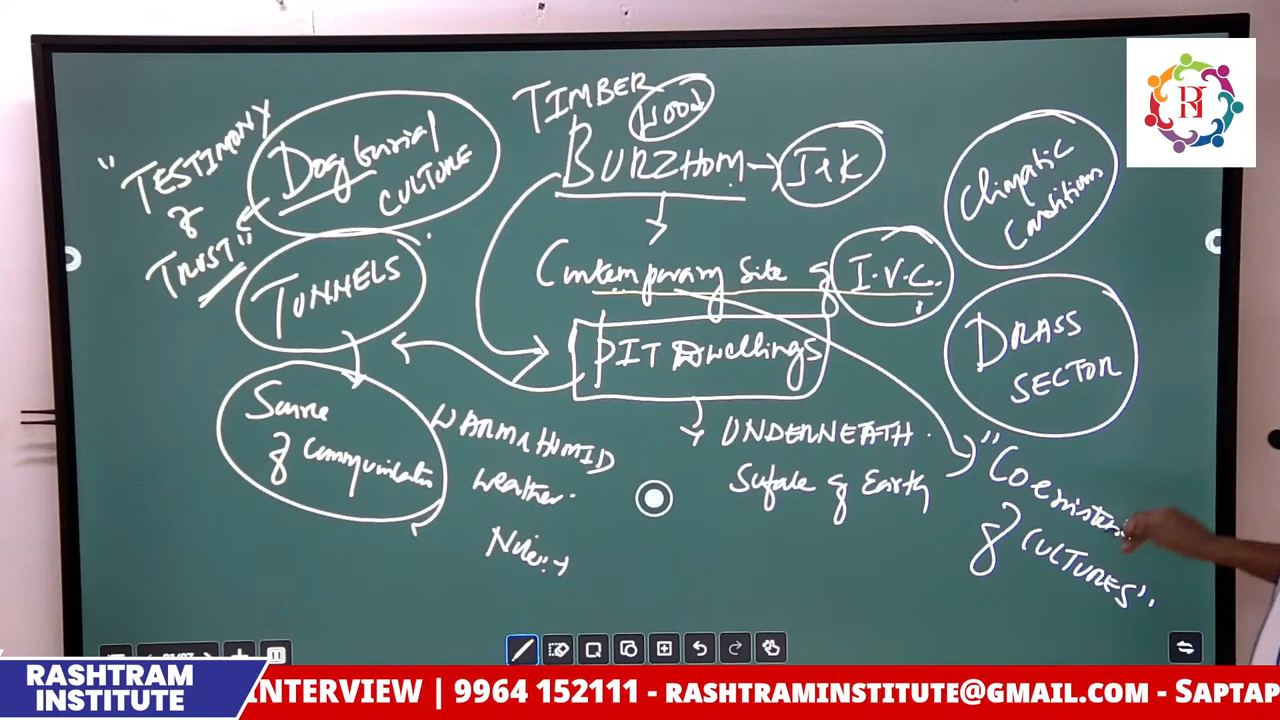 TIMBER
Wood
BURZHOM → J & K
Contemporary Site of I.V.C.
PIT Dwellings
UNDERNEATH.
Surface of Earth
"TESTIMONY
of
TRUST"
Dog burial
CULTURE
TUNNELS
Source
of Communication
WARM & HUMID
weather.
Climatic
Conditions
DRASS
SECTOR
"Coexistence
of CULTURES".
RASHTRAM
INSTITUTE
INTERVIEW | 9964 152111 - RASHTRAMINSTITUTE@GMAIL.COM - SAPTAP